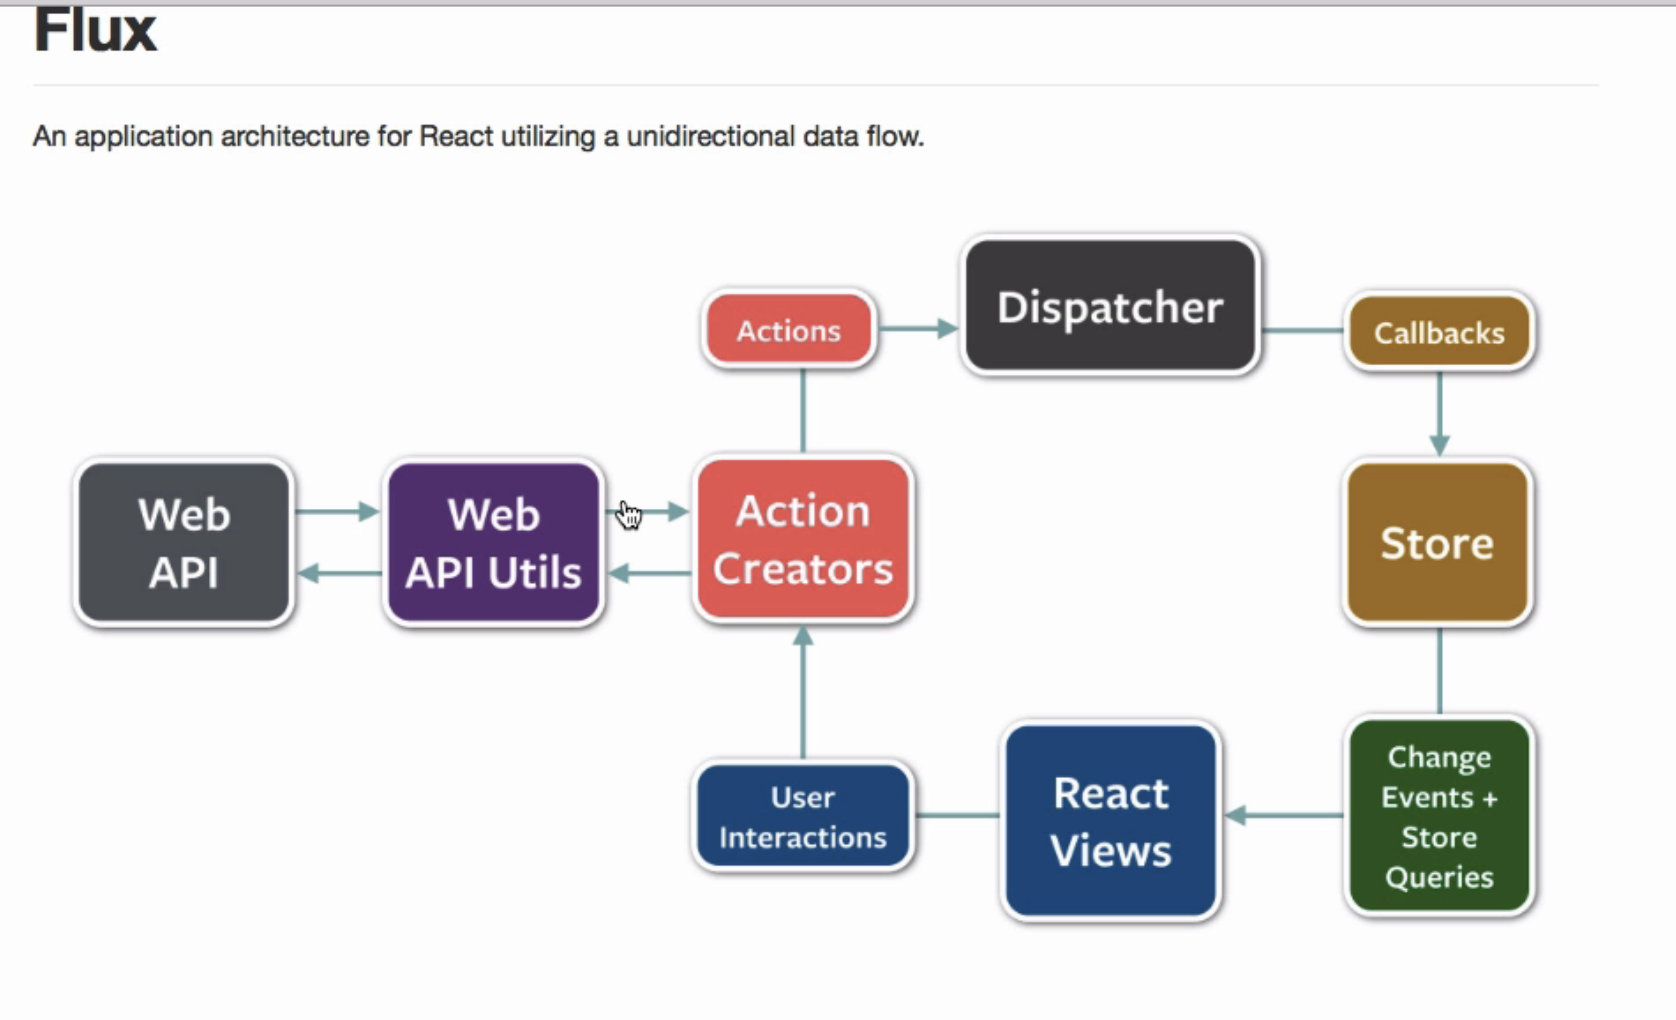 Flux
An application architecture for React utilizing a unidirectional data flow.
Actions
Dispatcher
Callbacks
Web
API
Web
API Utils
Action
Creators
Store
User
Interactions
React
Views
Change
Events +
Store
Queries